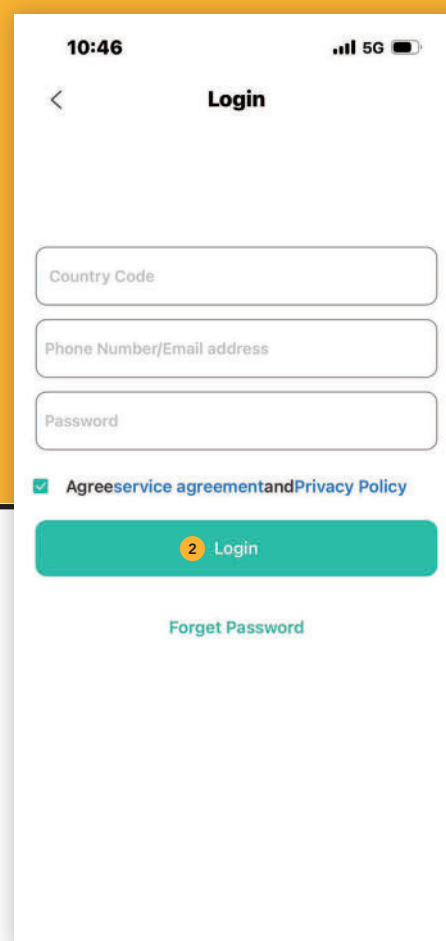 10:46 5G
Login
Country Code
Phone Number/Email address
Password
Agreeservice agreementandPrivacy Policy
2 Login
Forget Password